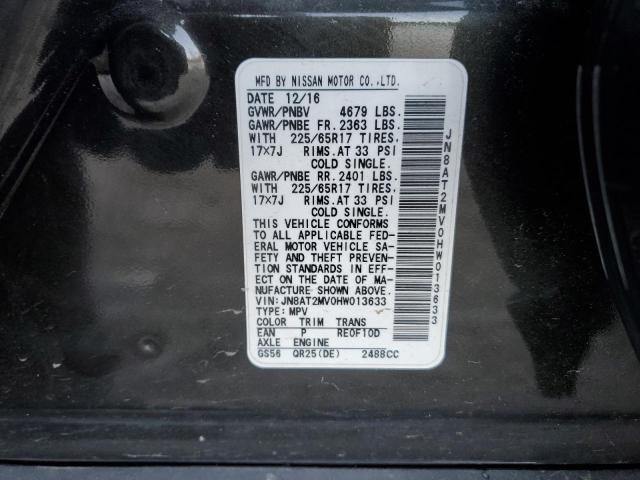 MFD BY NISSAN MOTOR CO.,LTD.
DATE 12/16
GVWR/PNBV 4679 LBS.
GAWR/PNBE FR. 2363 LBS.
WITH 225/65R17 TIRES.
17×7J RIMS.AT 33 PSI
COLD SINGLE.
GAWR/PNBE RR. 2401 LBS.
WITH 225/65R17 TIRES.
17×7J RIMS.AT 33 PSI
COLD SINGLE.
THIS VEHICLE CONFORMS
TO ALL APPLICABLE FED-
ERAL MOTOR VEHICLE SA-
FETY AND THEFT PREVEN-
TION STANDARDS IN EFF-
ECT ON THE DATE OF MA-
NUFACTURE SHOWN ABOVE.
VIN:JN8AT2MV0HW013633
TYPE:MPV
COLOR TRIM TRANS
EAN P RE0F10D
AXLE ENGINE
GS56 QR25(DE) 2488CC
JN8AT2MV0HW013633